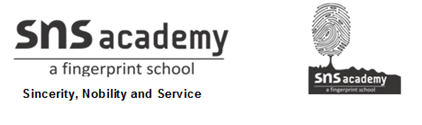 sns academy
a fingerprint school
Sincerity, Nobility and Service
sns academy
a fingerprint school